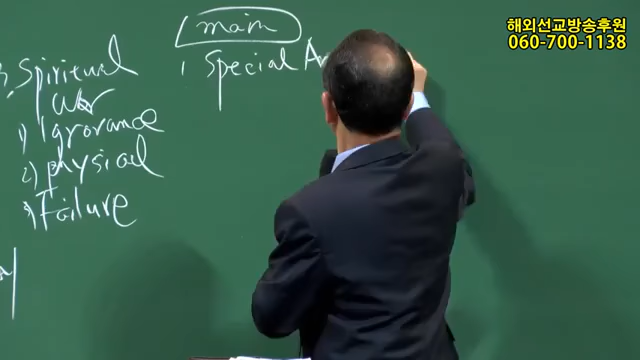 해외선교방송후원
060-700-1138
main
1 Special
3, Spiritual
War
1) Ignorance
2) physical
3) Failure